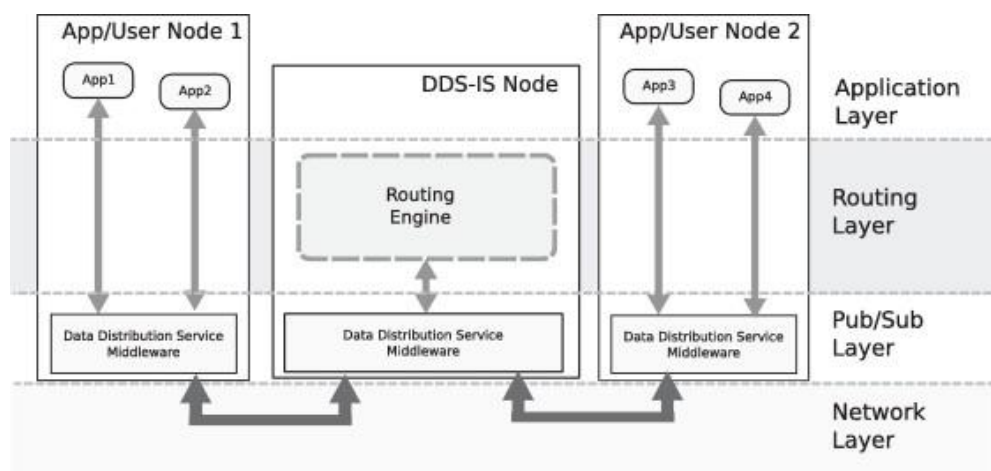 App/User Node 1
App1
App2
Data Distribution Service
Middleware
DDS-IS Node
Routing
Engine
Data Distribution Service
Middleware
App/User Node 2
App3
App4
Data Distribution Service
Middleware
Application
Layer
Routing
Layer
Pub/Sub
Layer
Network
Layer